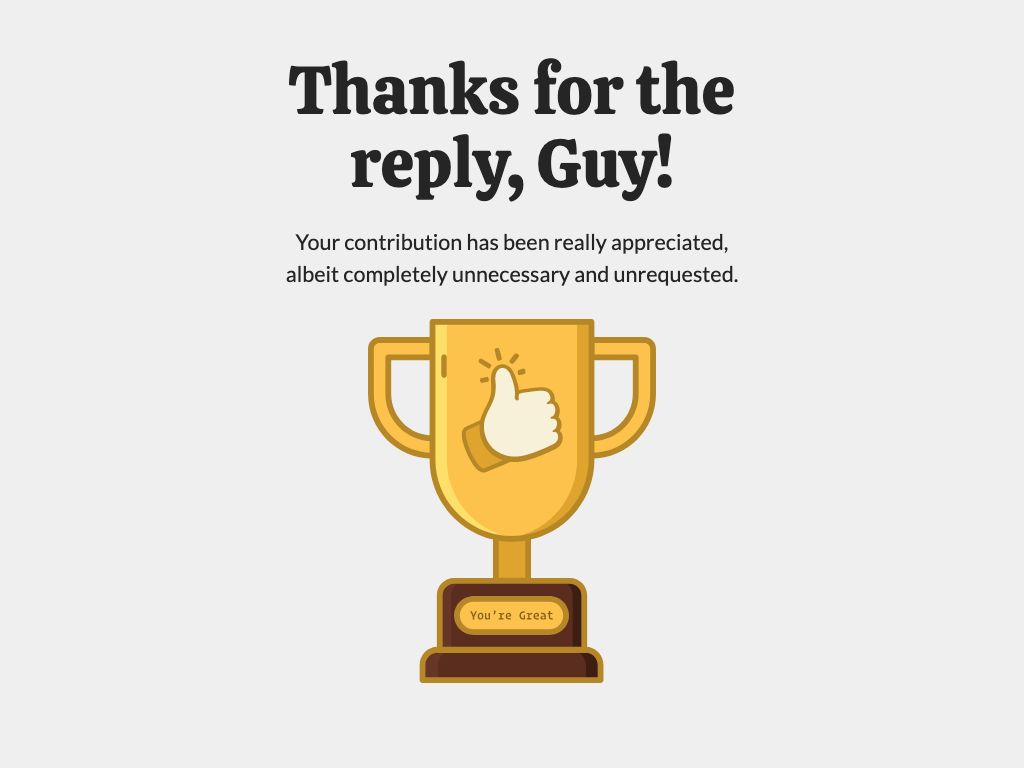 Thanks for the
reply, Guy!
Your contribution has been really appreciated,
albeit completely unnecessary and unrequested.
You're Great